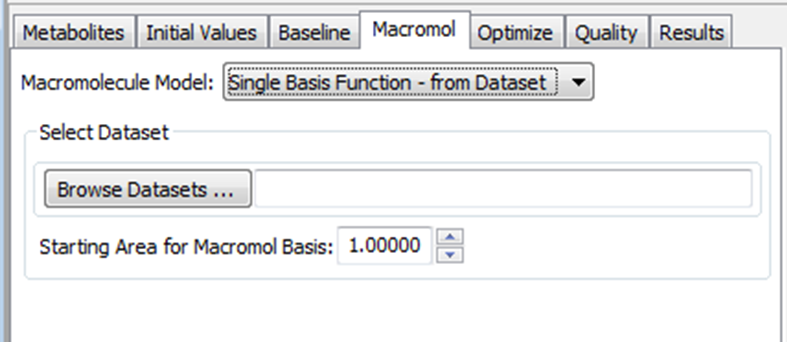 Metabolites Initial Values Baseline Macromol Optimize Quality Results
Macromolecule Model: Single Basis Function - from Dataset
Select Dataset
Browse Datasets ...
Starting Area for Macromol Basis: 1.00000